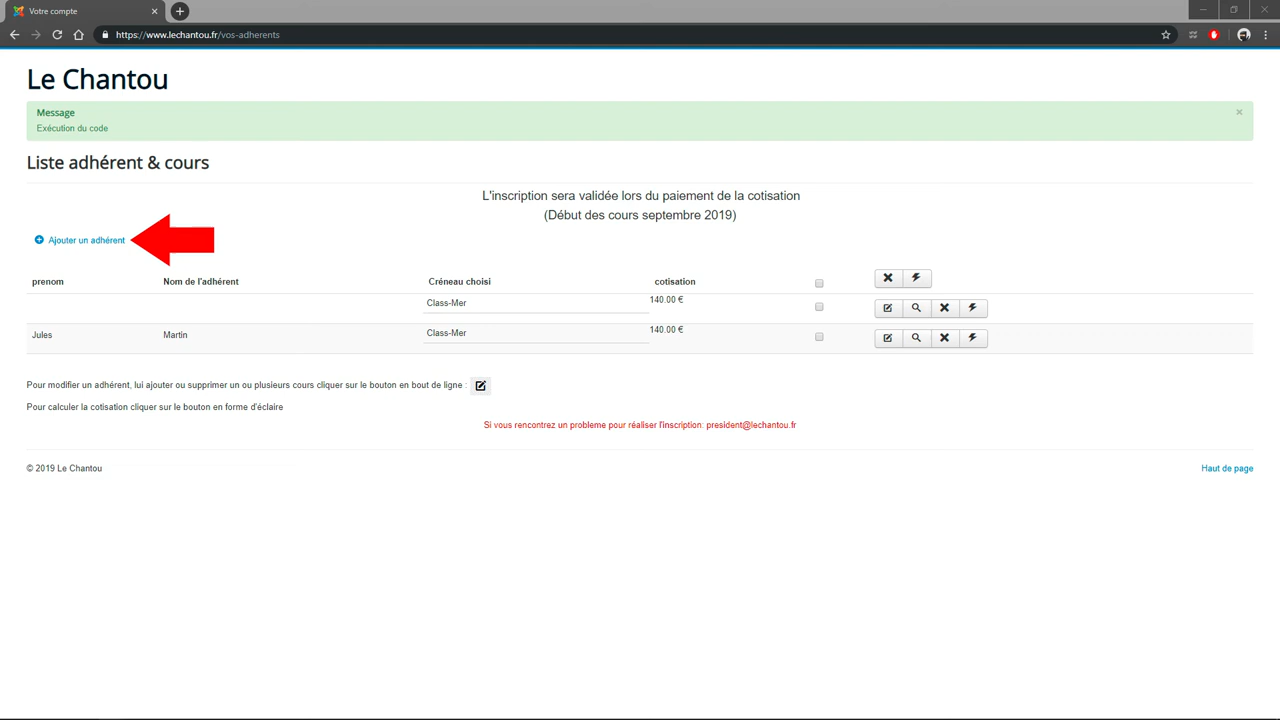 Votre compte
https://www.lechantou.fr/vos-adherents
Le Chantou
Message
Exécution du code
Liste adhérent & cours
L'inscription sera validée lors du paiement de la cotisation
(Début des cours septembre 2019)
Ajouter un adhérent
prenom Nom de l'adhérent Créneau choisi cotisation
Class-Mer 140.00 €
Jules Martin Class-Mer 140.00 €
Pour modifier un adhérent, lui ajouter ou supprimer un ou plusieurs cours cliquer sur le bouton en bout de ligne :
Pour calculer la cotisation cliquer sur le bouton en forme d'éclaire
Si vous rencontrez un probleme pour réaliser l'inscription: president@lechantou.fr
© 2019 Le Chantou Haut de page